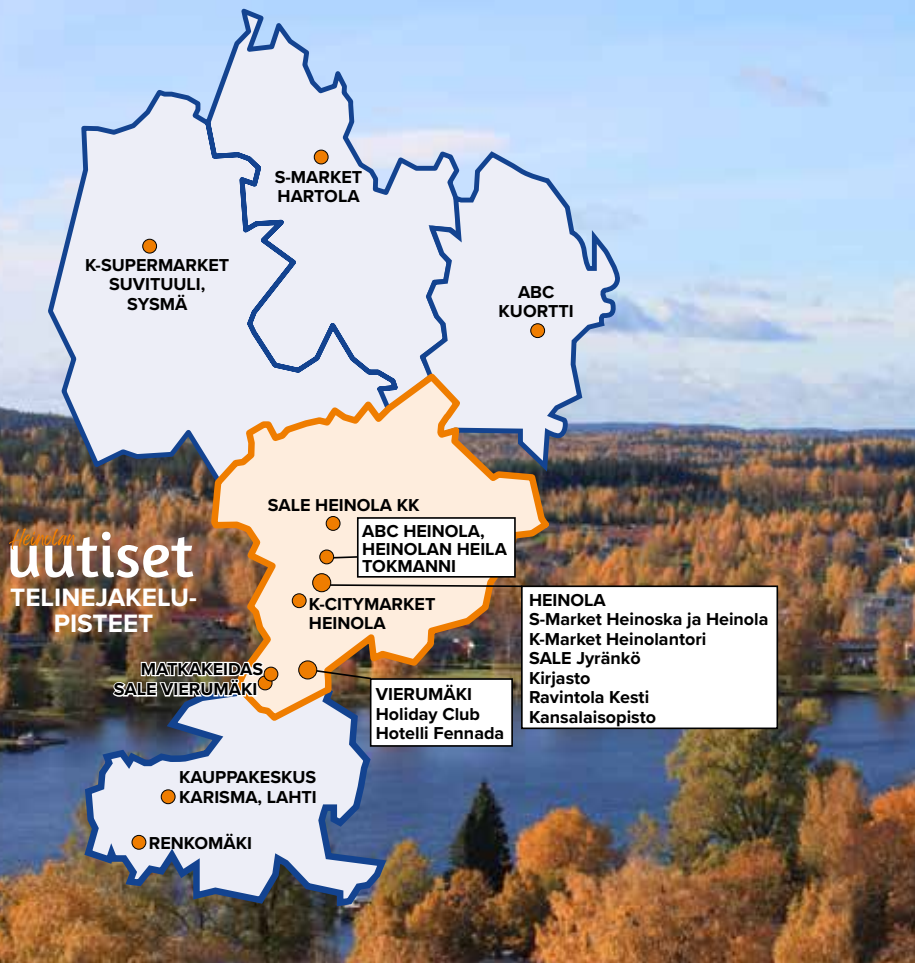 S-MARKET
HARTOLA
K-SUPERMARKET
SUVITUULI,
SYSMÄ
ABC
KUORTTI
SALE HEINOLA KK
ABC HEINOLA,
HEINOLAN HEILA
TOKMANNI
Heinolan
uutiset
TELINEJAKELU-
PISTEET
K-CITYMARKET
HEINOLA
HEINOLA
S-Market Heinoska ja Heinola
K-Market Heinolantori
SALE Jyränkö
Kirjasto
Ravintola Kesti
Kansalaisopisto
MATKAKEIDAS
SALE VIERUMÄKI
VIERUMÄKI
Holiday Club
Hotelli Fennada
KAUPPAKESKUS
KARISMA, LAHTI
RENKOMÄKI